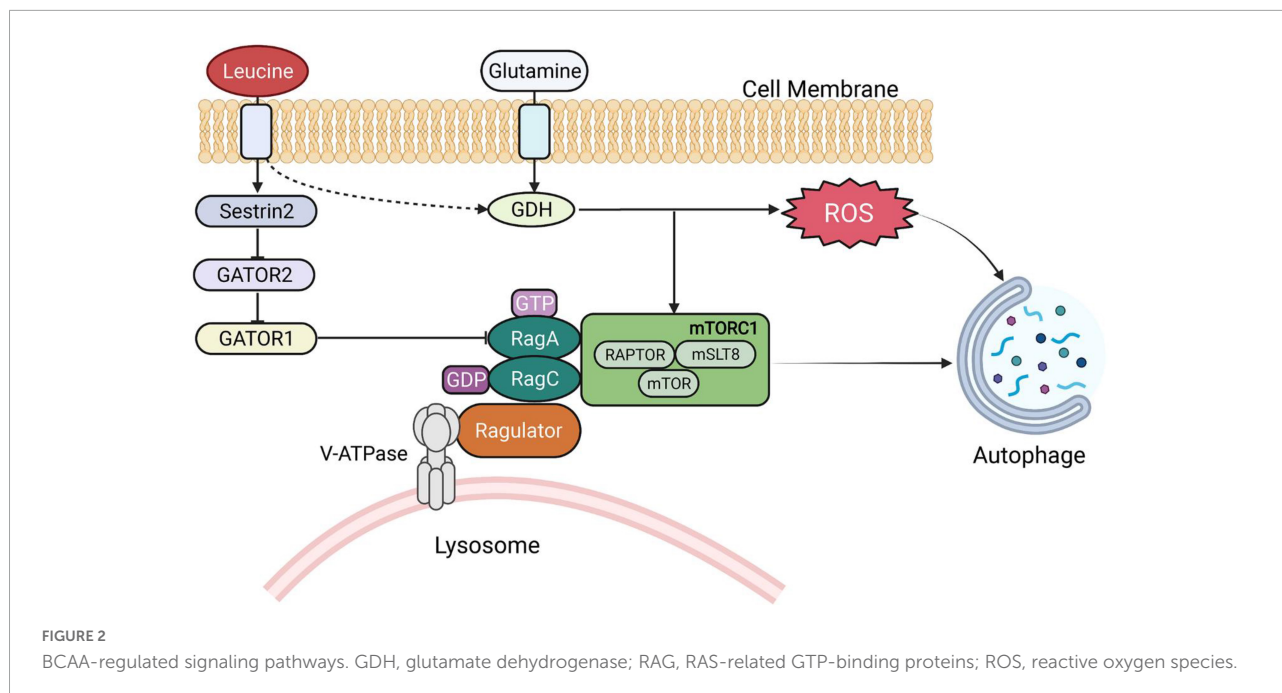 Leucine
Glutamine
Cell Membrane
Sestrin2
GDH
ROS
GATOR2
GATOR1
GTP
RagA
mTORC1
RAPTOR
mSLT8
mTOR
GDP
RagC
Ragulator
V-ATPase
Autophage
Lysosome
FIGURE 2
BCAA-regulated signaling pathways. GDH, glutamate dehydrogenase; RAG, RAS-related GTP-binding proteins; ROS, reactive oxygen species.